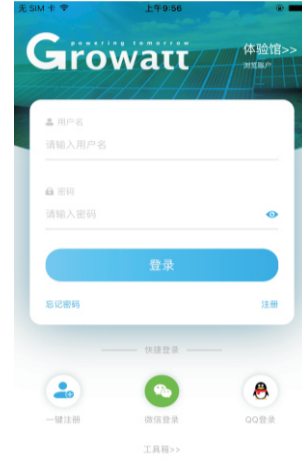 无 SIM 卡 上午9:56
powering tomorrow
Growatt
体验馆>>
浏览账户
用户名
请输入用户名
密码
请输入密码
登录
忘记密码 注册
快捷登录
一键注册 微信登录 QQ登录
工具箱>>